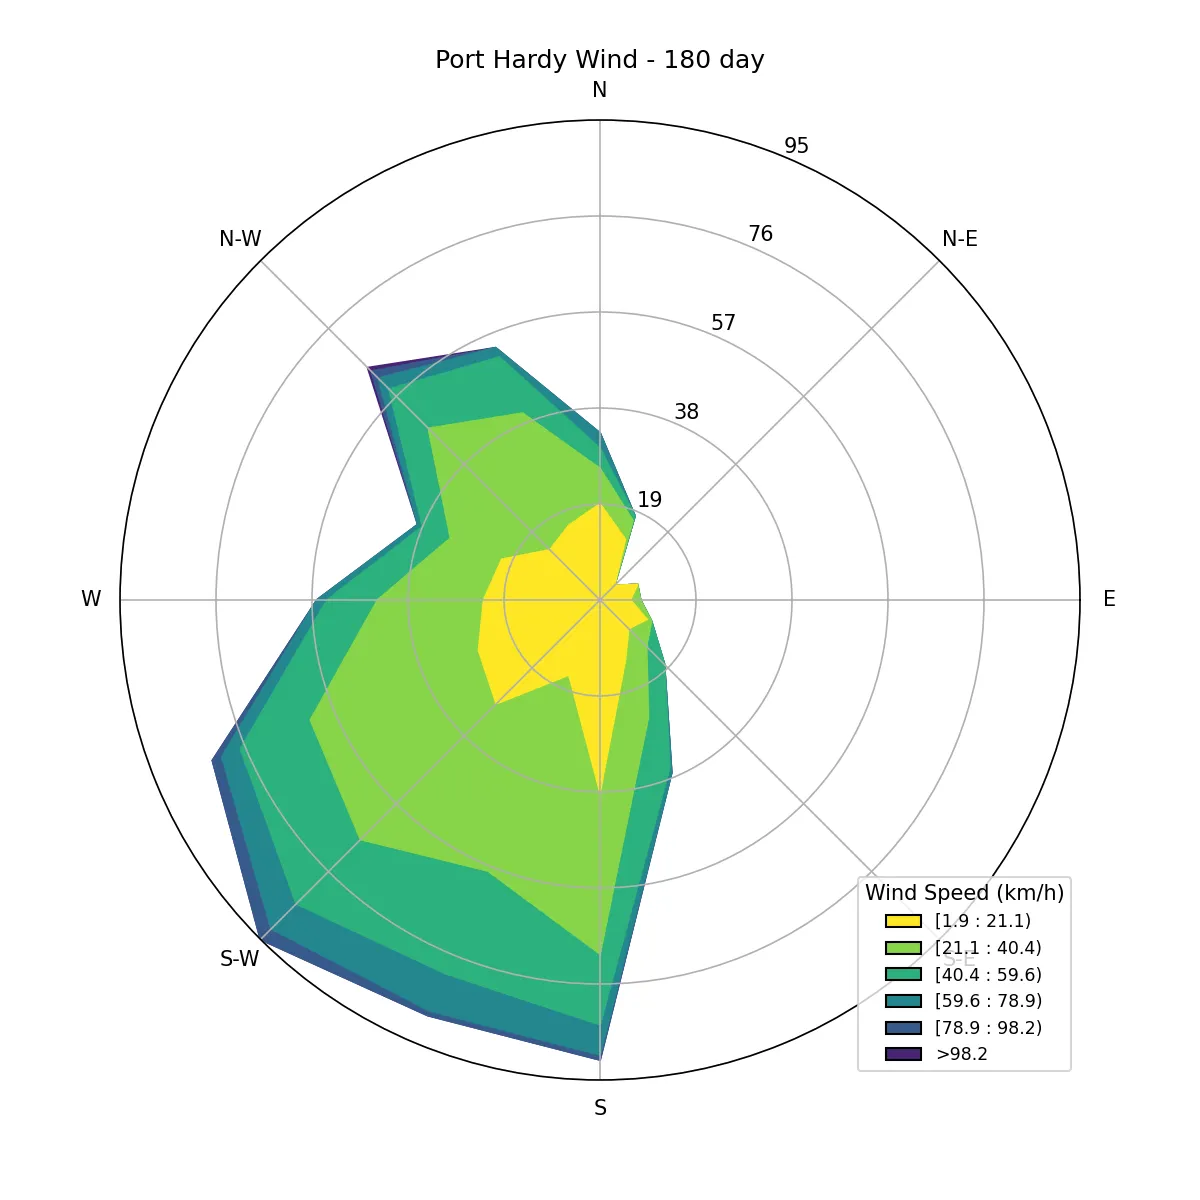 Port Hardy Wind - 180 day
N
95
N-W
76
N-E
57
38
19
W
E
Wind Speed (km/h)
[1.9 : 21.1)
[21.1 : 40.4)
S-W
S-E
[40.4 : 59.6)
[59.6 : 78.9)
[78.9 : 98.2)
>98.2
S